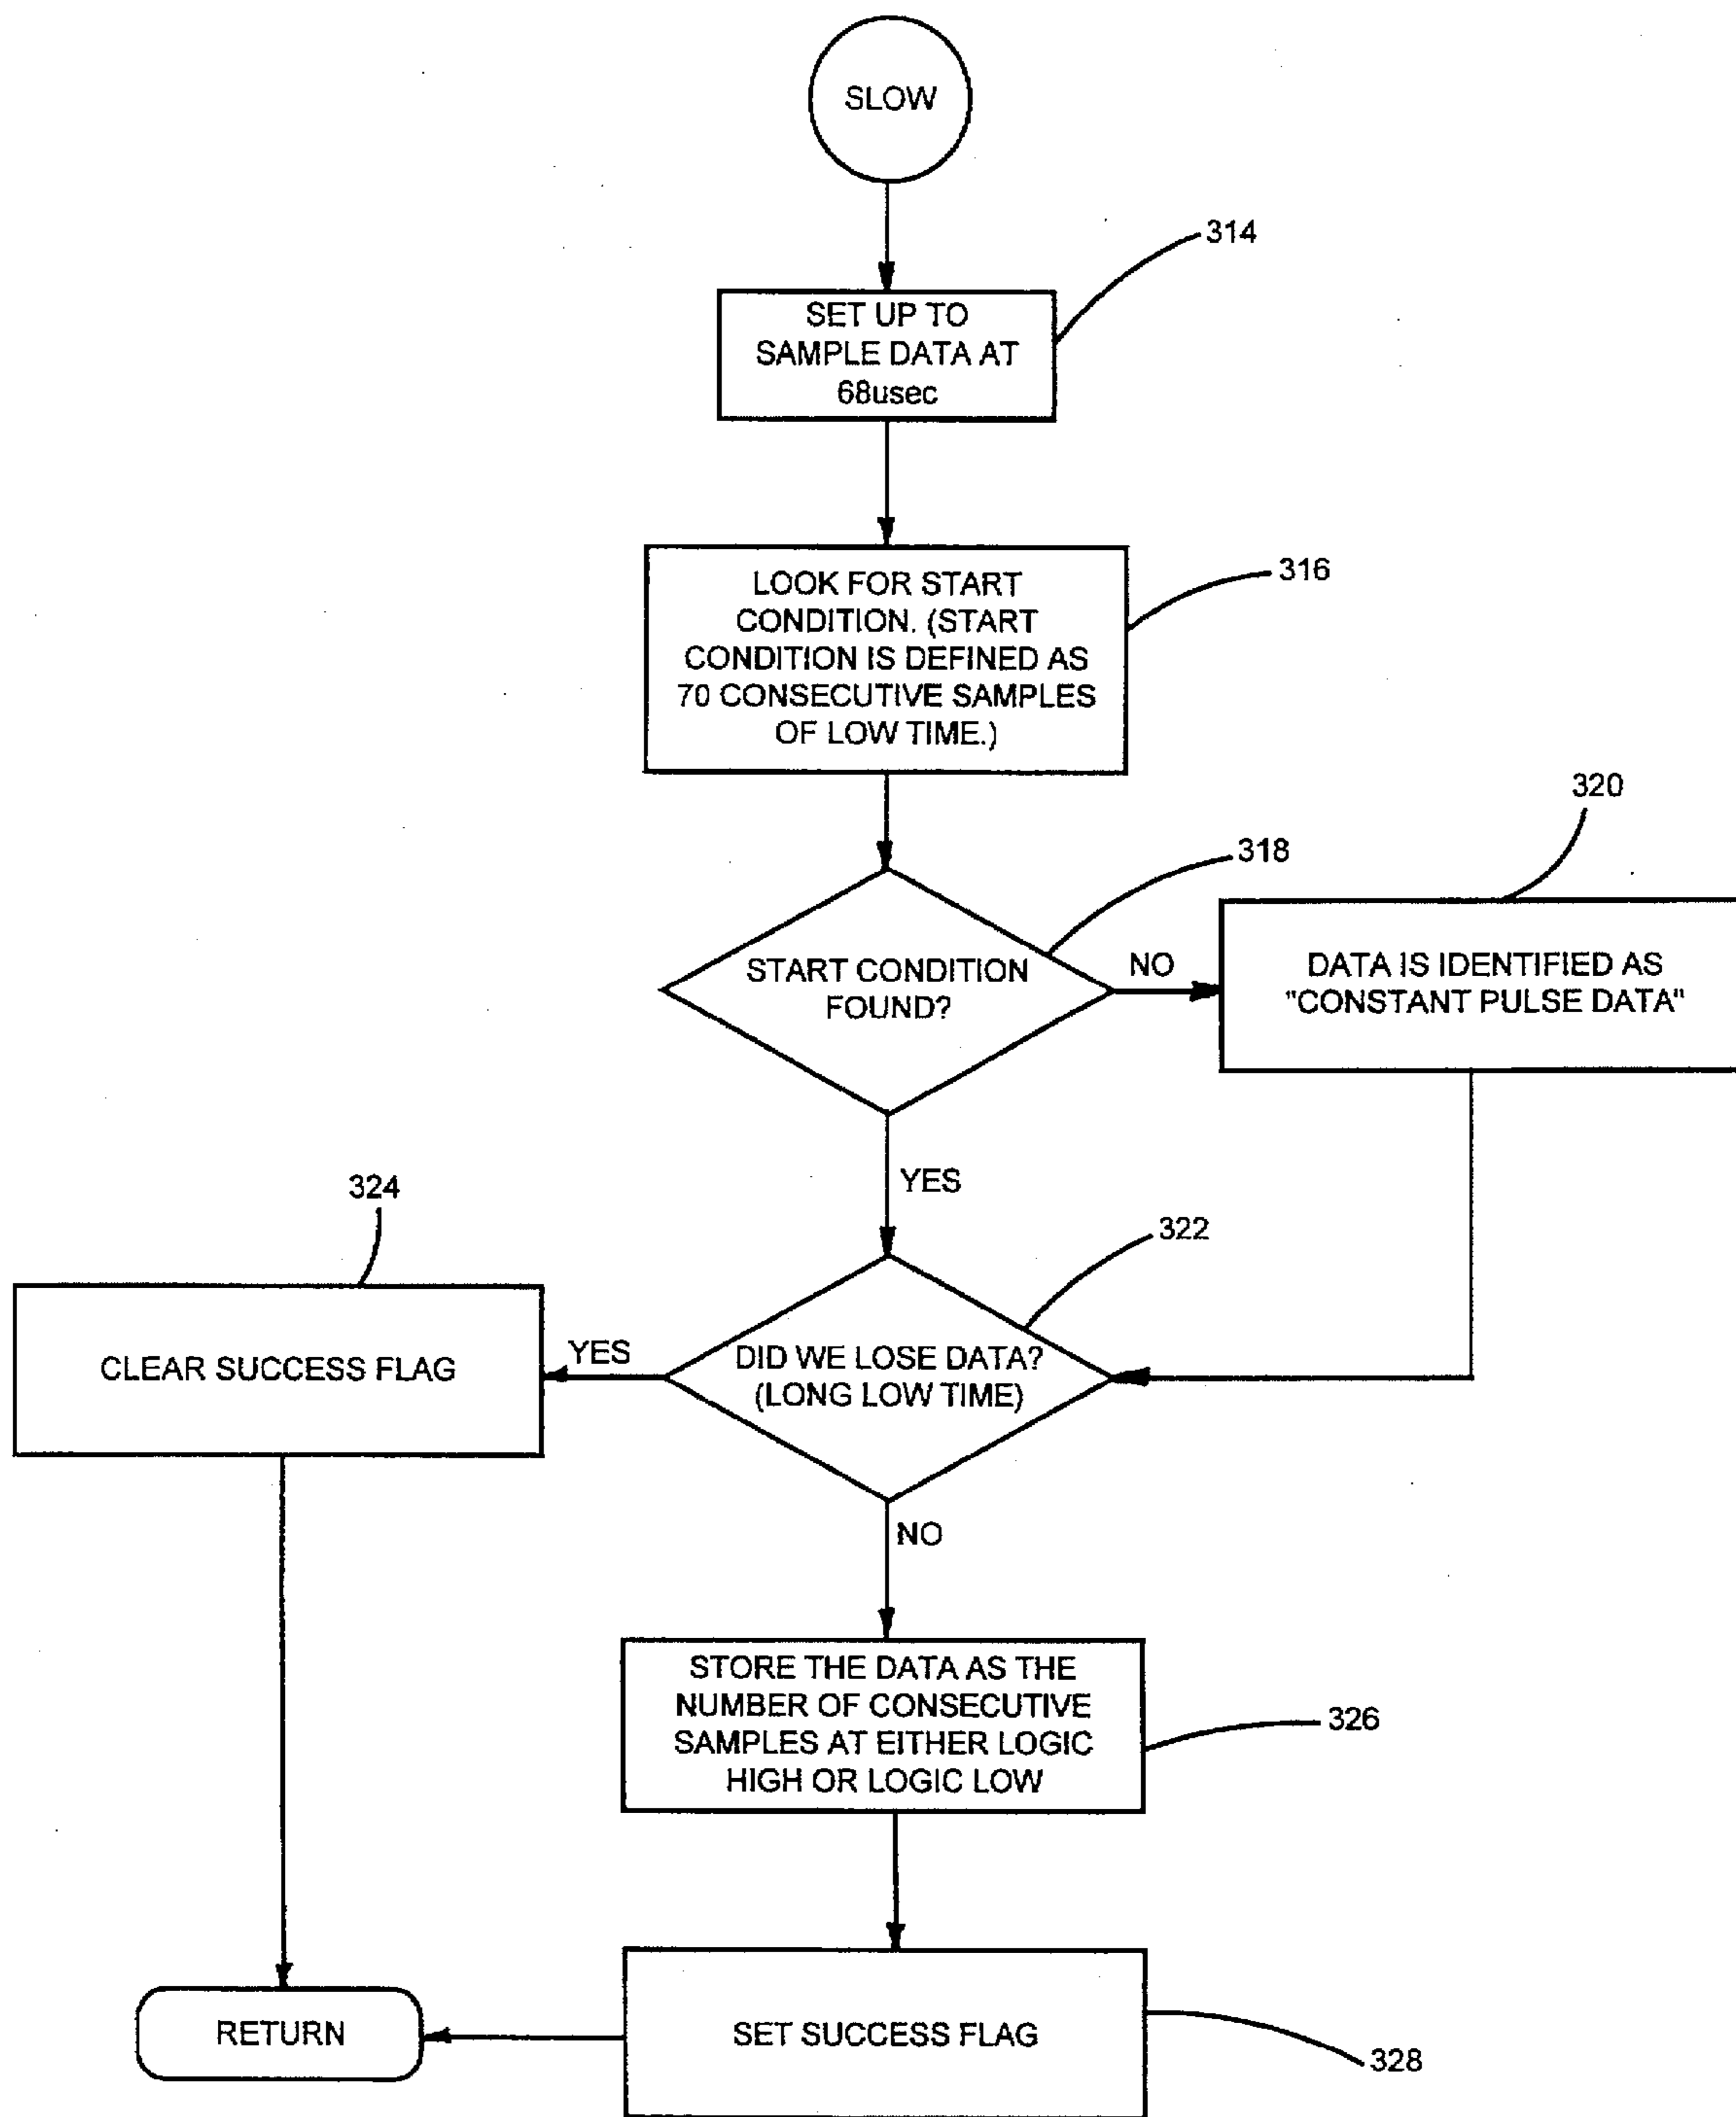 SLOW
314
SET UP TO
SAMPLE DATA AT
68usec
316
LOOK FOR START
CONDITION. (START
CONDITION IS DEFINED AS
70 CONSECUTIVE SAMPLES
OF LOW TIME.)
318
START CONDITION
FOUND?
NO
320
DATA IS IDENTIFIED AS
"CONSTANT PULSE DATA"
YES
322
DID WE LOSE DATA?
(LONG LOW TIME)
YES
324
CLEAR SUCCESS FLAG
NO
STORE THE DATA AS THE
NUMBER OF CONSECUTIVE
SAMPLES AT EITHER LOGIC
HIGH OR LOGIC LOW
326
SET SUCCESS FLAG
328
RETURN